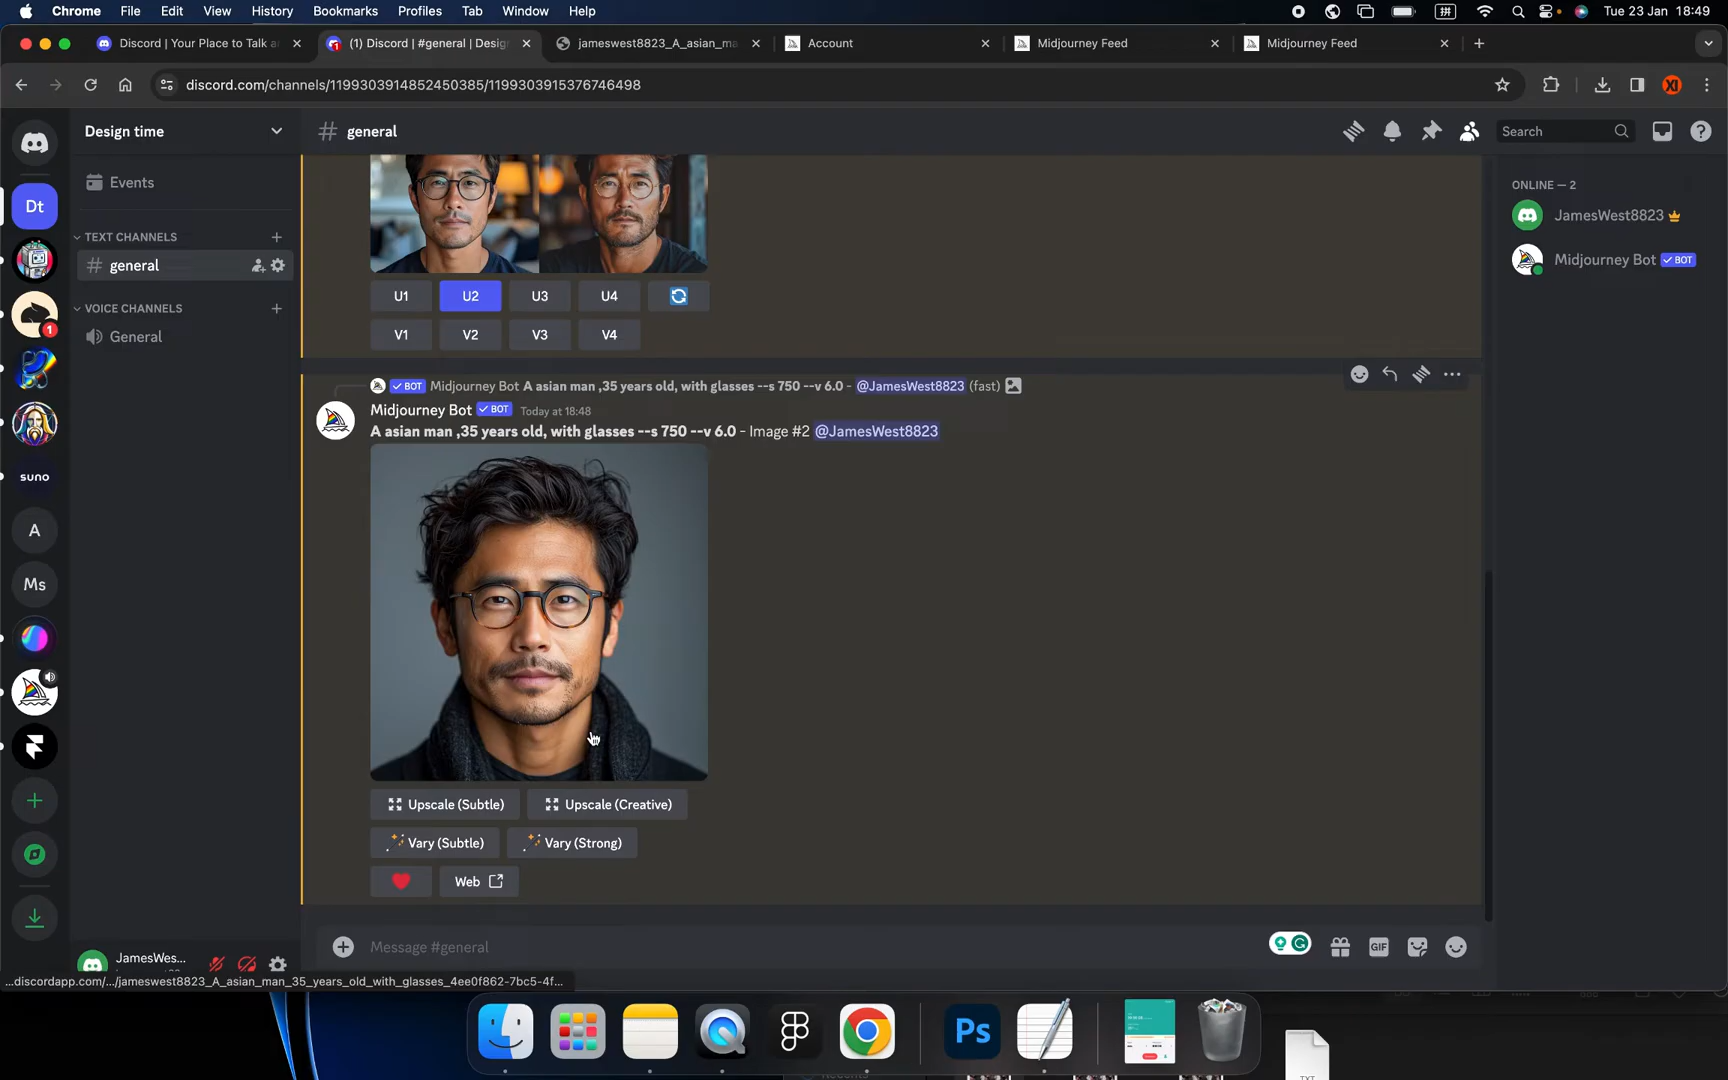 Chrome File Edit View History Bookmarks Profiles Tab Window Help Tue 23 Jan 18:49
Discord | Your Place to Talk a (1) Discord | #general | Desig jameswest8823_A_asian_ma Account Midjourney Feed Midjourney Feed
discord.com/channels/1199303914852450385/1199303915376746498 XI
Design time # general Search
Events
Dt
TEXT CHANNELS
# general
VOICE CHANNELS
General
1
suno
A
Ms
U1 U2 U3 U4
V1 V2 V3 V4
BOT Midjourney Bot A asian man ,35 years old, with glasses --s 750 --v 6.0 - @JamesWest8823 (fast)
Midjourney Bot BOT Today at 18:48
A asian man ,35 years old, with glasses --s 750 --v 6.0 - Image #2 @JamesWest8823
Upscale (Subtle) Upscale (Creative)
Vary (Subtle) Vary (Strong)
Web
Message #general GIF
ONLINE — 2
JamesWest8823
Midjourney Bot BOT
JamesWes...
...discordapp.com/.../jameswest8823_A_asian_man_35_years_old_with_glasses_4ee0f862-7bc5-4f...
Ps
TXT